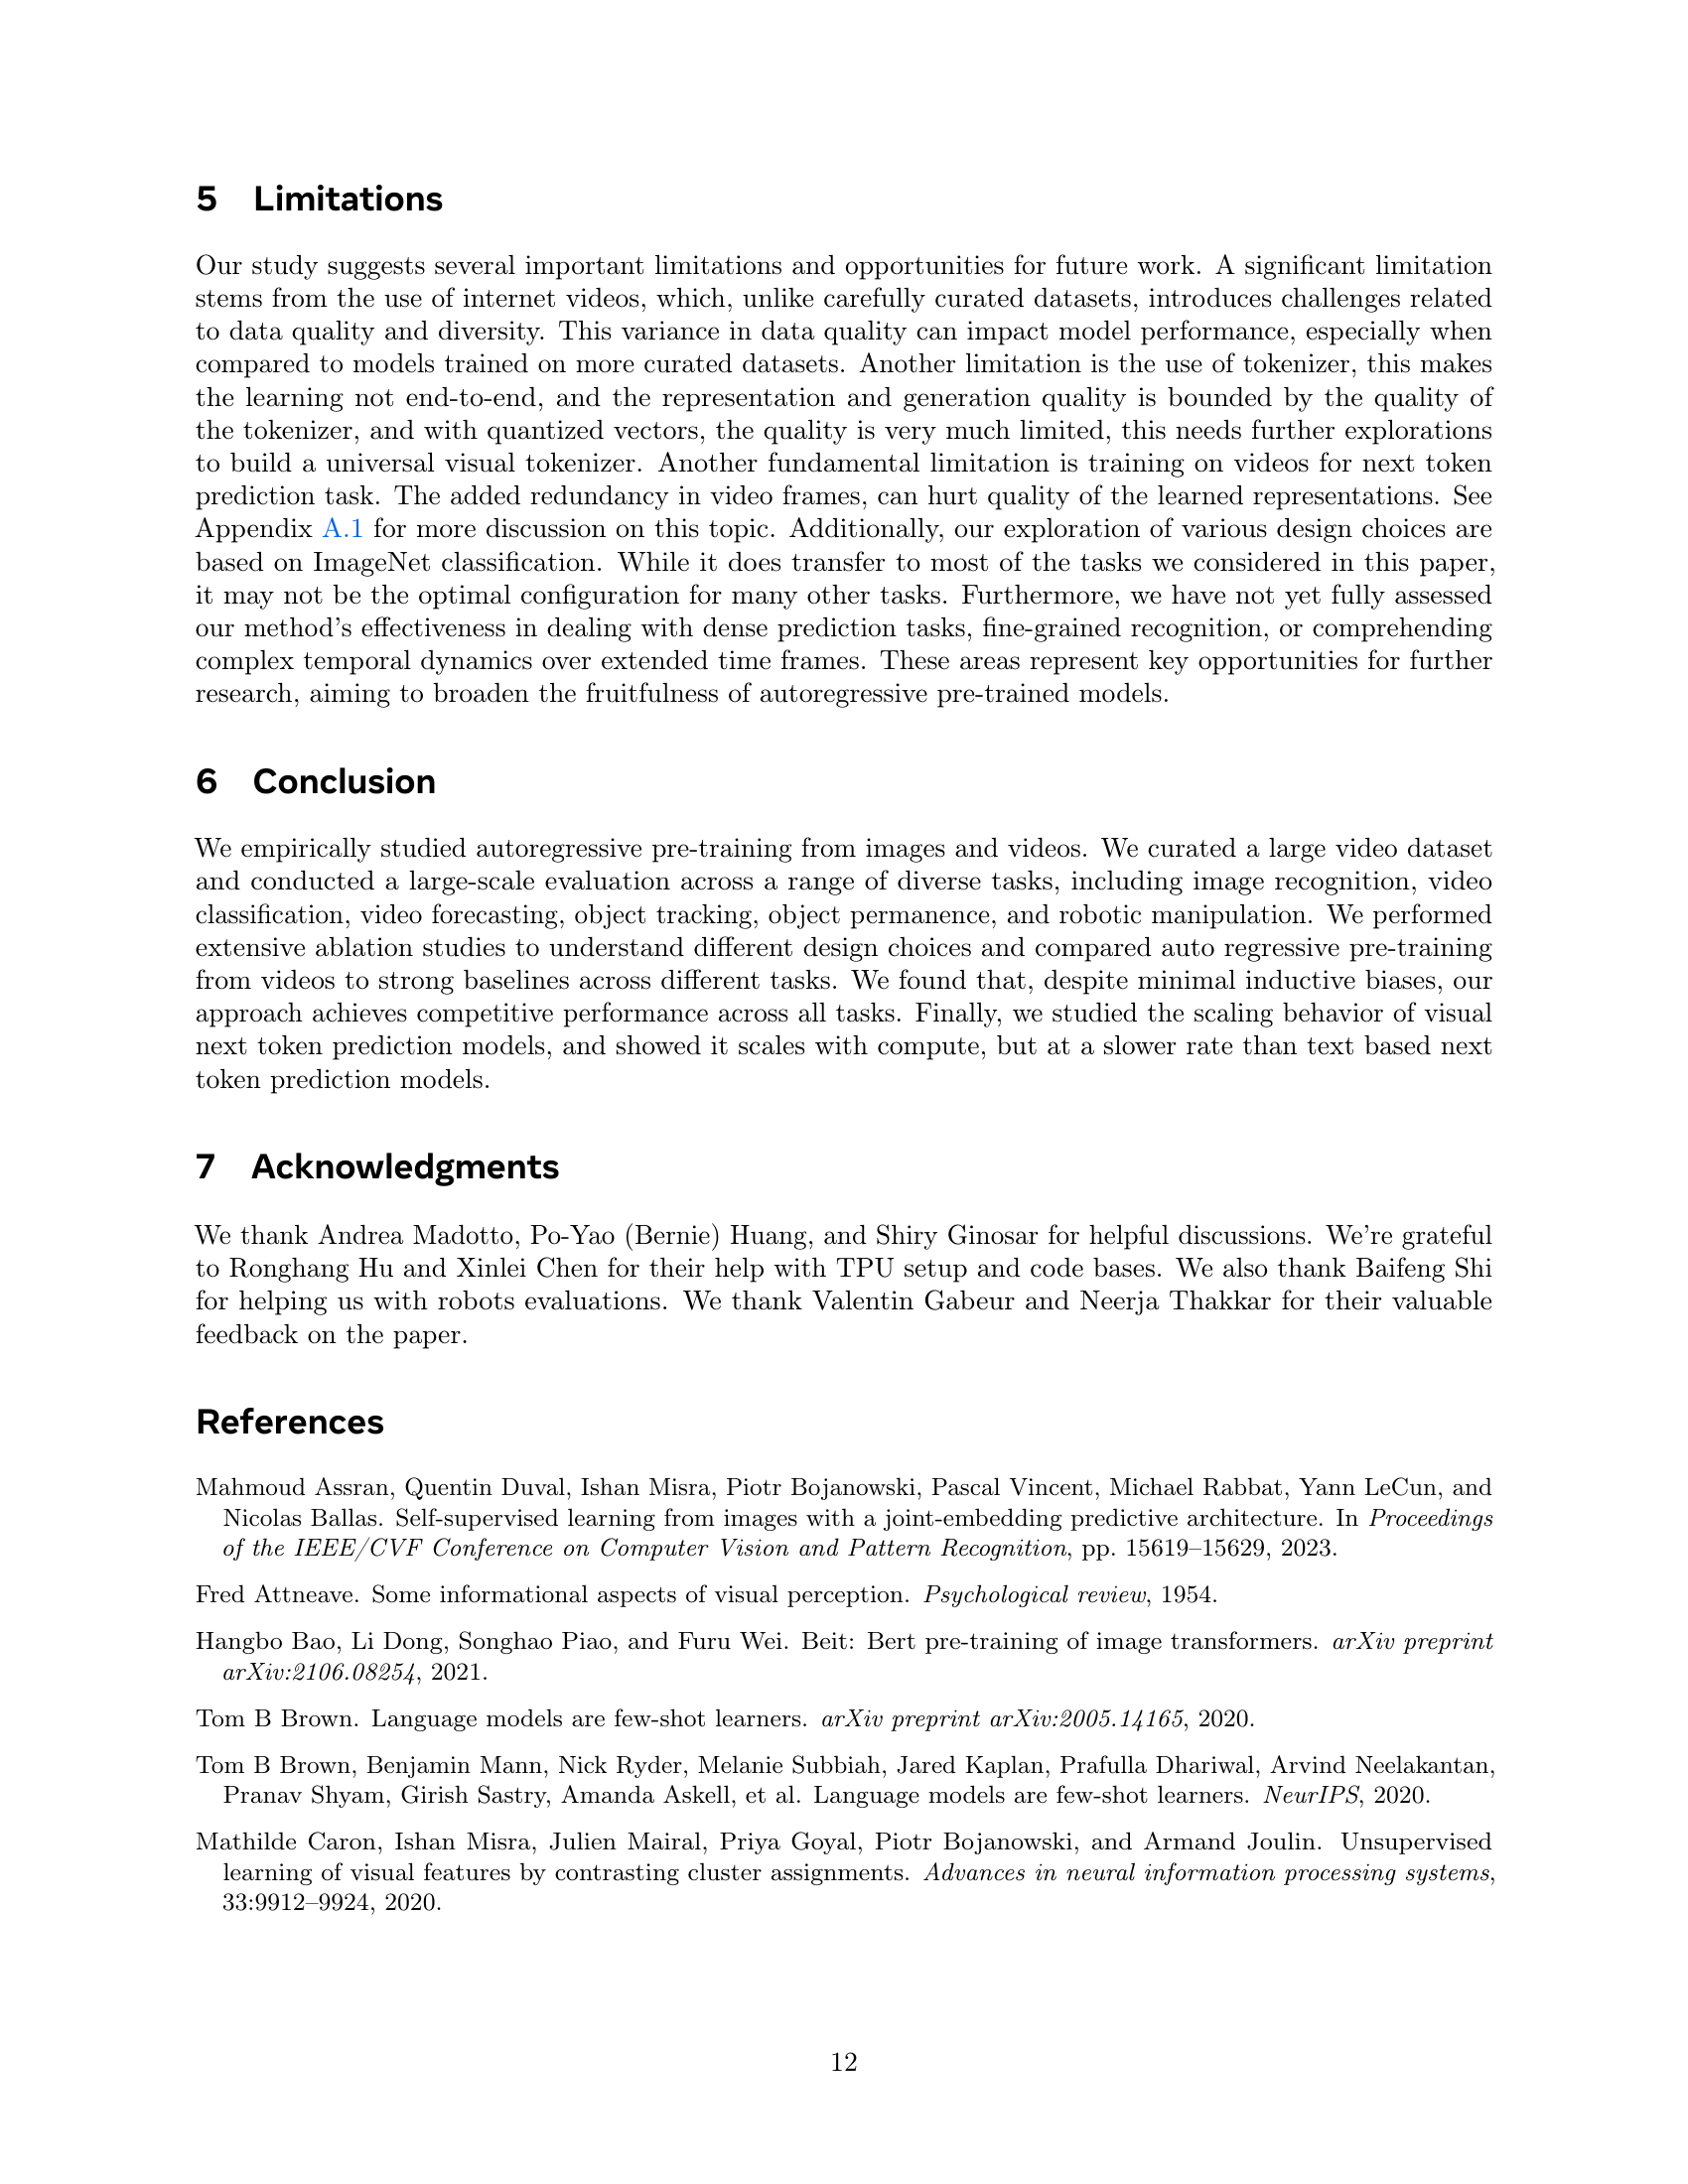 5 Limitations
Our study suggests several important limitations and opportunities for future work. A significant limitation
stems from the use of internet videos, which, unlike carefully curated datasets, introduces challenges related
to data quality and diversity. This variance in data quality can impact model performance, especially when
compared to models trained on more curated datasets. Another limitation is the use of tokenizer, this makes
the learning not end-to-end, and the representation and generation quality is bounded by the quality of
the tokenizer, and with quantized vectors, the quality is very much limited, this needs further explorations
to build a universal visual tokenizer. Another fundamental limitation is training on videos for next token
prediction task. The added redundancy in video frames, can hurt quality of the learned representations. See
Appendix A.1 for more discussion on this topic. Additionally, our exploration of various design choices are
based on ImageNet classification. While it does transfer to most of the tasks we considered in this paper,
it may not be the optimal configuration for many other tasks. Furthermore, we have not yet fully assessed
our method's effectiveness in dealing with dense prediction tasks, fine-grained recognition, or comprehending
complex temporal dynamics over extended time frames. These areas represent key opportunities for further
research, aiming to broaden the fruitfulness of autoregressive pre-trained models.
6 Conclusion
We empirically studied autoregressive pre-training from images and videos. We curated a large video dataset
and conducted a large-scale evaluation across a range of diverse tasks, including image recognition, video
classification, video forecasting, object tracking, object permanence, and robotic manipulation. We performed
extensive ablation studies to understand different design choices and compared auto regressive pre-training
from videos to strong baselines across different tasks. We found that, despite minimal inductive biases, our
approach achieves competitive performance across all tasks. Finally, we studied the scaling behavior of visual
next token prediction models, and showed it scales with compute, but at a slower rate than text based next
token prediction models.
7 Acknowledgments
We thank Andrea Madotto, Po-Yao (Bernie) Huang, and Shiry Ginosar for helpful discussions. We're grateful
to Ronghang Hu and Xinlei Chen for their help with TPU setup and code bases. We also thank Baifeng Shi
for helping us with robots evaluations. We thank Valentin Gabeur and Neerja Thakkar for their valuable
feedback on the paper.
References
Mahmoud Assran, Quentin Duval, Ishan Misra, Piotr Bojanowski, Pascal Vincent, Michael Rabbat, Yann LeCun, and
Nicolas Ballas. Self-supervised learning from images with a joint-embedding predictive architecture. In Proceedings
of the IEEE/CVF Conference on Computer Vision and Pattern Recognition, pp. 15619–15629, 2023.
Fred Attneave. Some informational aspects of visual perception. Psychological review, 1954.
Hangbo Bao, Li Dong, Songhao Piao, and Furu Wei. Beit: Bert pre-training of image transformers. arXiv preprint
arXiv:2106.08254, 2021.
Tom B Brown. Language models are few-shot learners. arXiv preprint arXiv:2005.14165, 2020.
Tom B Brown, Benjamin Mann, Nick Ryder, Melanie Subbiah, Jared Kaplan, Prafulla Dhariwal, Arvind Neelakantan,
Pranav Shyam, Girish Sastry, Amanda Askell, et al. Language models are few-shot learners. NeurIPS, 2020.
Mathilde Caron, Ishan Misra, Julien Mairal, Priya Goyal, Piotr Bojanowski, and Armand Joulin. Unsupervised
learning of visual features by contrasting cluster assignments. Advances in neural information processing systems,
33:9912–9924, 2020.
12